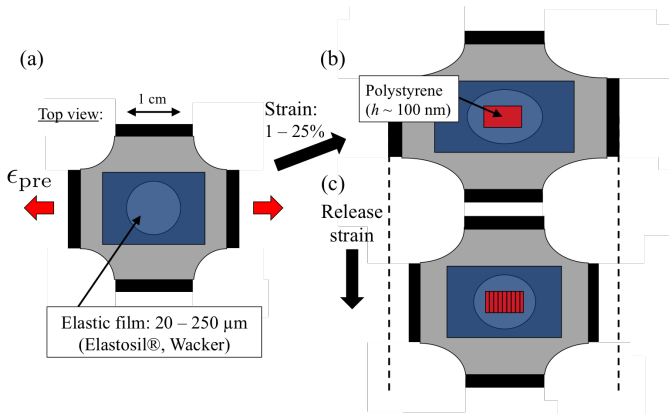 (a)
1 cm
Top view:
ϵpre
Elastic film: 20 – 250 µm
(Elastosil®, Wacker)
Strain:
1 – 25%
(b)
Polystyrene
(h ~ 100 nm)
(c)
Release
strain